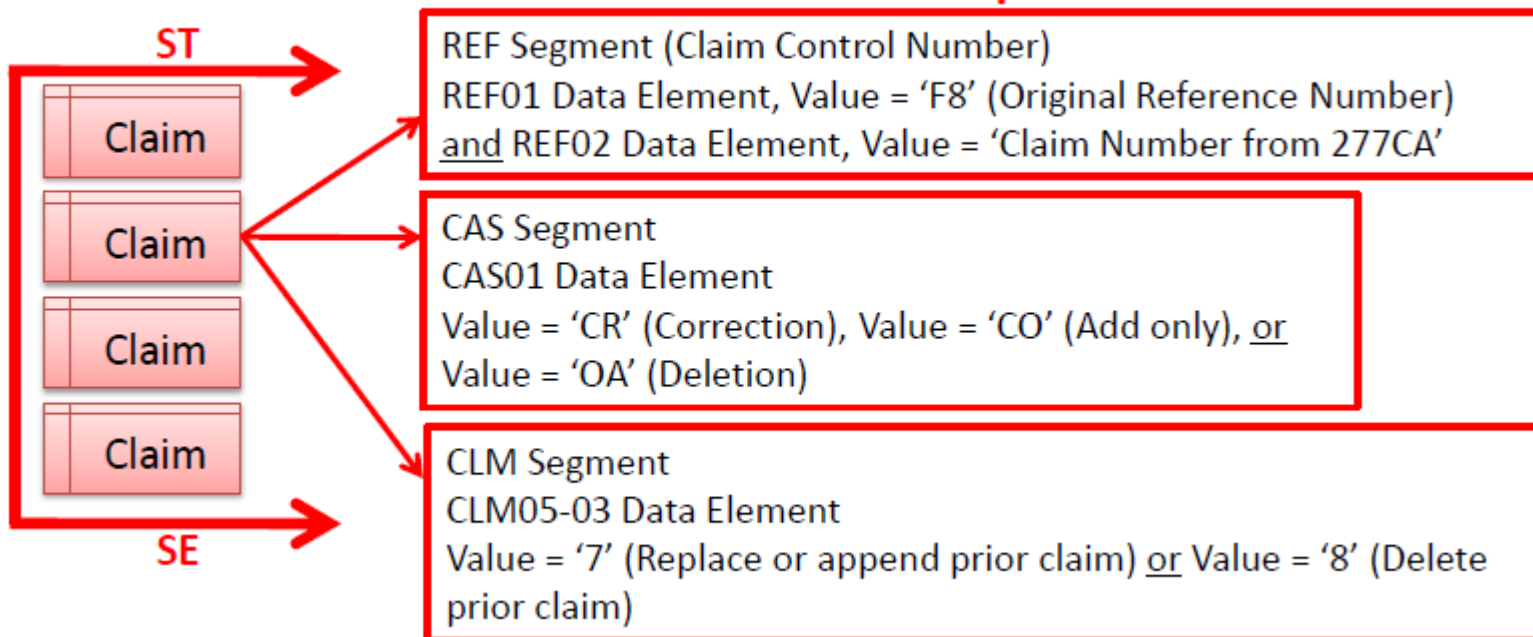 ST
Claim
Claim
Claim
Claim
SE
REF Segment (Claim Control Number)
REF01 Data Element, Value = ‘F8’ (Original Reference Number)
and REF02 Data Element, Value = ‘Claim Number from 277CA’
CAS Segment
CAS01 Data Element
Value = ‘CR’ (Correction), Value = ‘CO’ (Add only), or
Value = ‘OA’ (Deletion)
CLM Segment
CLM05-03 Data Element
Value = ‘7’ (Replace or append prior claim) or Value = ‘8’ (Delete
prior claim)